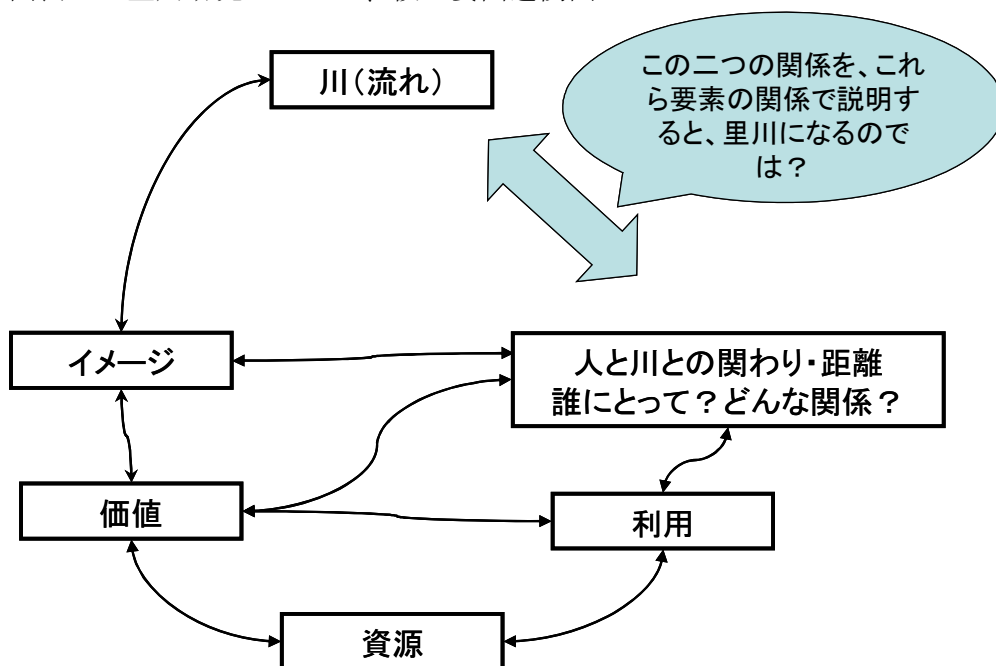 川（流れ）
この二つの関係を、これ
ら要素の関係で説明す
ると、里川になるので
は？
イメージ
人と川との関わり・距離
誰にとって？どんな関係？
価値
利用
資源